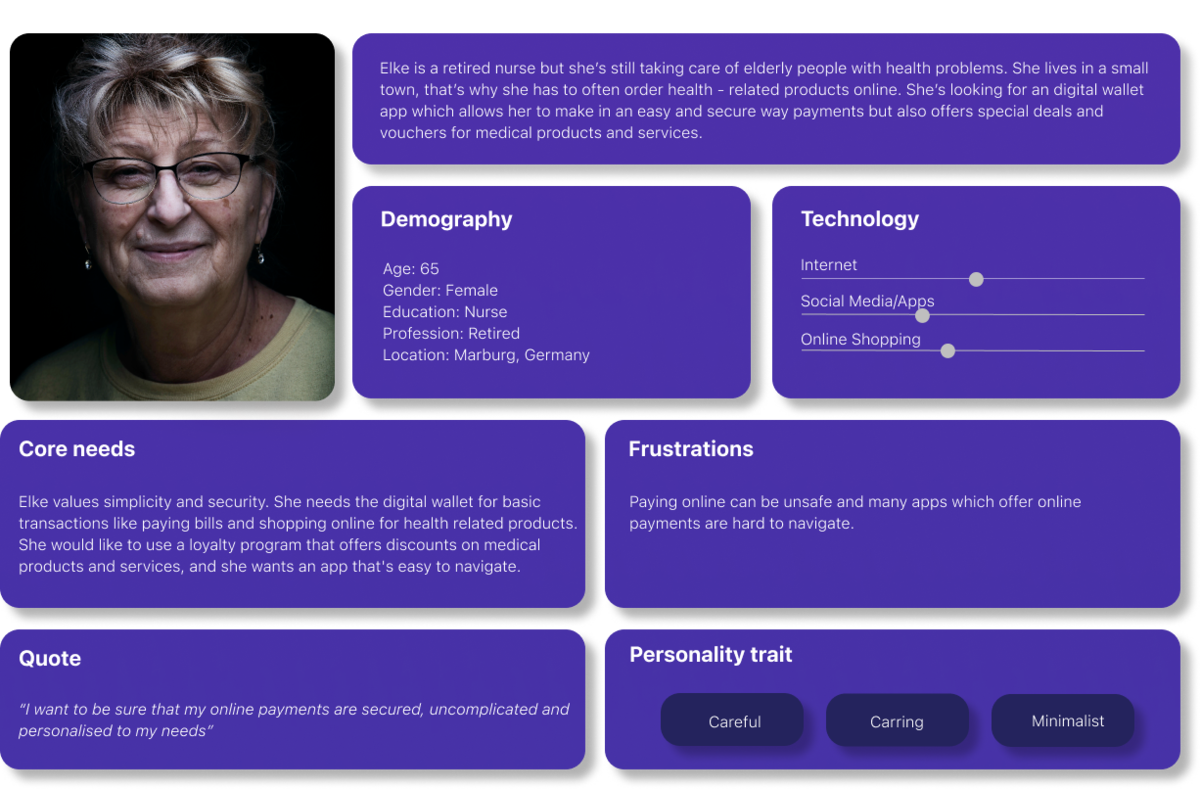 Elke is a retired nurse but she's still taking care of elderly people with health problems. She lives in a small
town, that's why she has to often order health - related products online. She's looking for an digital wallet
app which allows her to make in an easy and secure way payments but also offers special deals and
vouchers for medical products and services.
Demography
Age: 65
Gender: Female
Education: Nurse
Profession: Retired
Location: Marburg, Germany
Technology
Internet
Social Media/Apps
Online Shopping
Core needs
Elke values simplicity and security. She needs the digital wallet for basic
transactions like paying bills and shopping online for health related products.
She would like to use a loyalty program that offers discounts on medical
products and services, and she wants an app that's easy to navigate.
Frustrations
Paying online can be unsafe and many apps which offer online
payments are hard to navigate.
Quote
“I want to be sure that my online payments are secured, uncomplicated and
personalised to my needs”
Personality trait
Careful
Carring
Minimalist